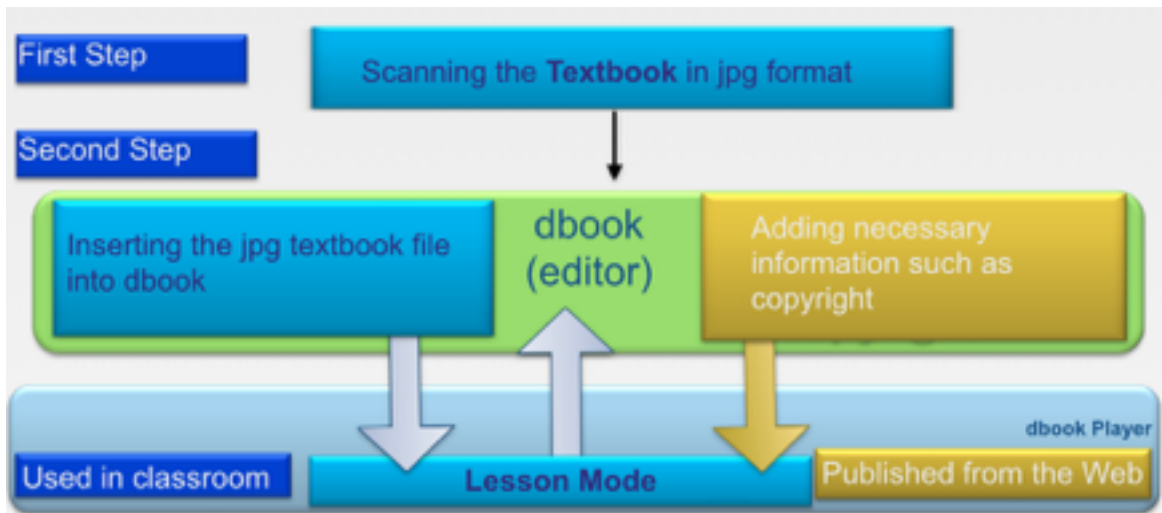 First Step
Scanning the Textbook in jpg format
Second Step
Inserting the jpg textbook file
into dbook
dbook
(editor)
Adding necessary
information such as
copyright
dbook Player
Used in classroom
Lesson Mode
Published from the Web